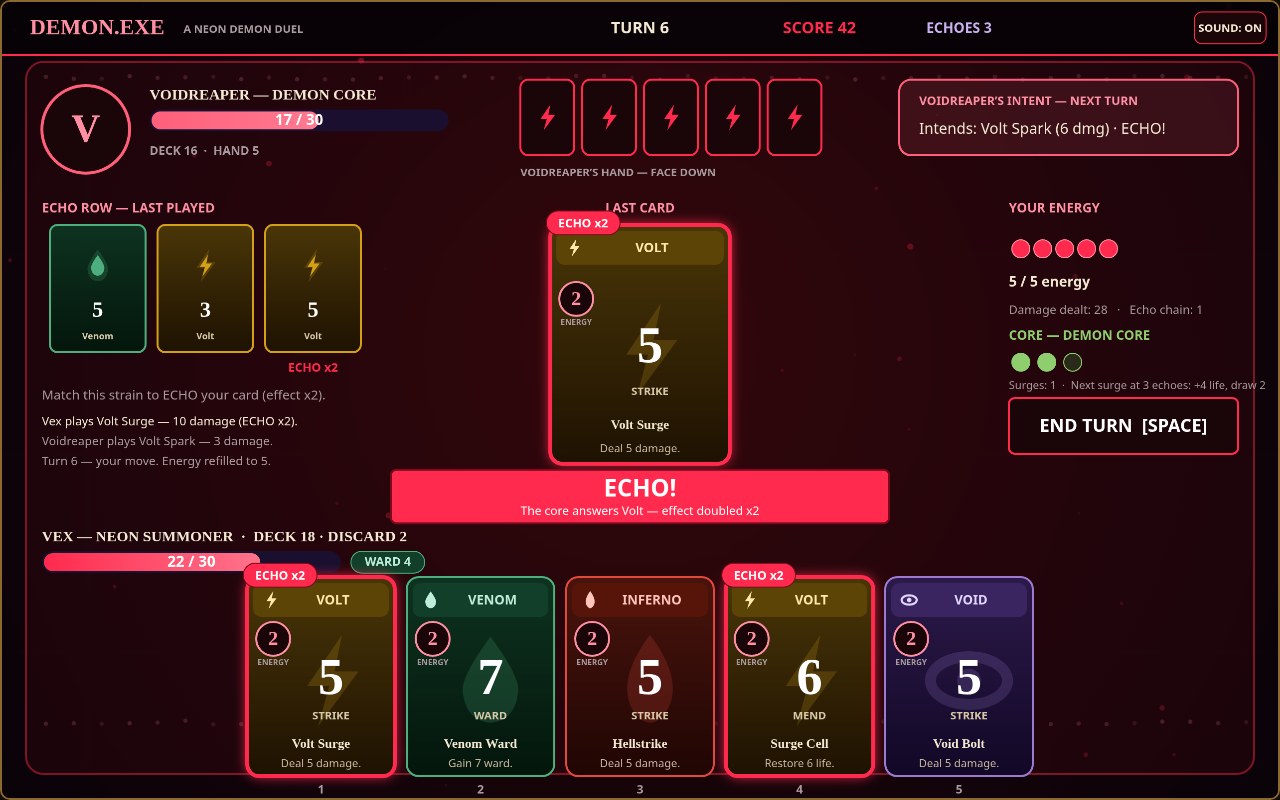 DEMON.EXE
A NEON DEMON DUEL
TURN 6
SCORE 42
ECHOES 3
SOUND: ON
V
VOIDREAPER — DEMON CORE
17 / 30
DECK 16 · HAND 5
VOIDREAPER'S HAND — FACE DOWN
VOIDREAPER'S INTENT — NEXT TURN
Intends: Volt Spark (6 dmg) · ECHO!
ECHO ROW — LAST PLAYED
5
Venom
3
Volt
5
Volt
ECHO x2
Match this strain to ECHO your card (effect x2).
Vex plays Volt Surge — 10 damage (ECHO x2).
Voidreaper plays Volt Spark — 3 damage.
Turn 6 — your move. Energy refilled to 5.
LAST CARD
ECHO x2
VOLT
2
ENERGY
5
STRIKE
Volt Surge
Deal 5 damage.
YOUR ENERGY
5 / 5 energy
Damage dealt: 28 · Echo chain: 1
CORE — DEMON CORE
Surges: 1 · Next surge at 3 echoes: +4 life, draw 2
END TURN [SPACE]
ECHO!
The core answers Volt — effect doubled x2
VEX — NEON SUMMONER · DECK 18 · DISCARD 2
22 / 30
WARD 4
ECHO x2
VOLT
2
ENERGY
5
STRIKE
Volt Surge
Deal 5 damage.
1
VENOM
2
ENERGY
7
WARD
Venom Ward
Gain 7 ward.
2
INFERNO
2
ENERGY
5
STRIKE
Hellstrike
Deal 5 damage.
3
ECHO x2
VOLT
2
ENERGY
6
MEND
Surge Cell
Restore 6 life.
4
VOID
2
ENERGY
5
STRIKE
Void Bolt
Deal 5 damage.
5